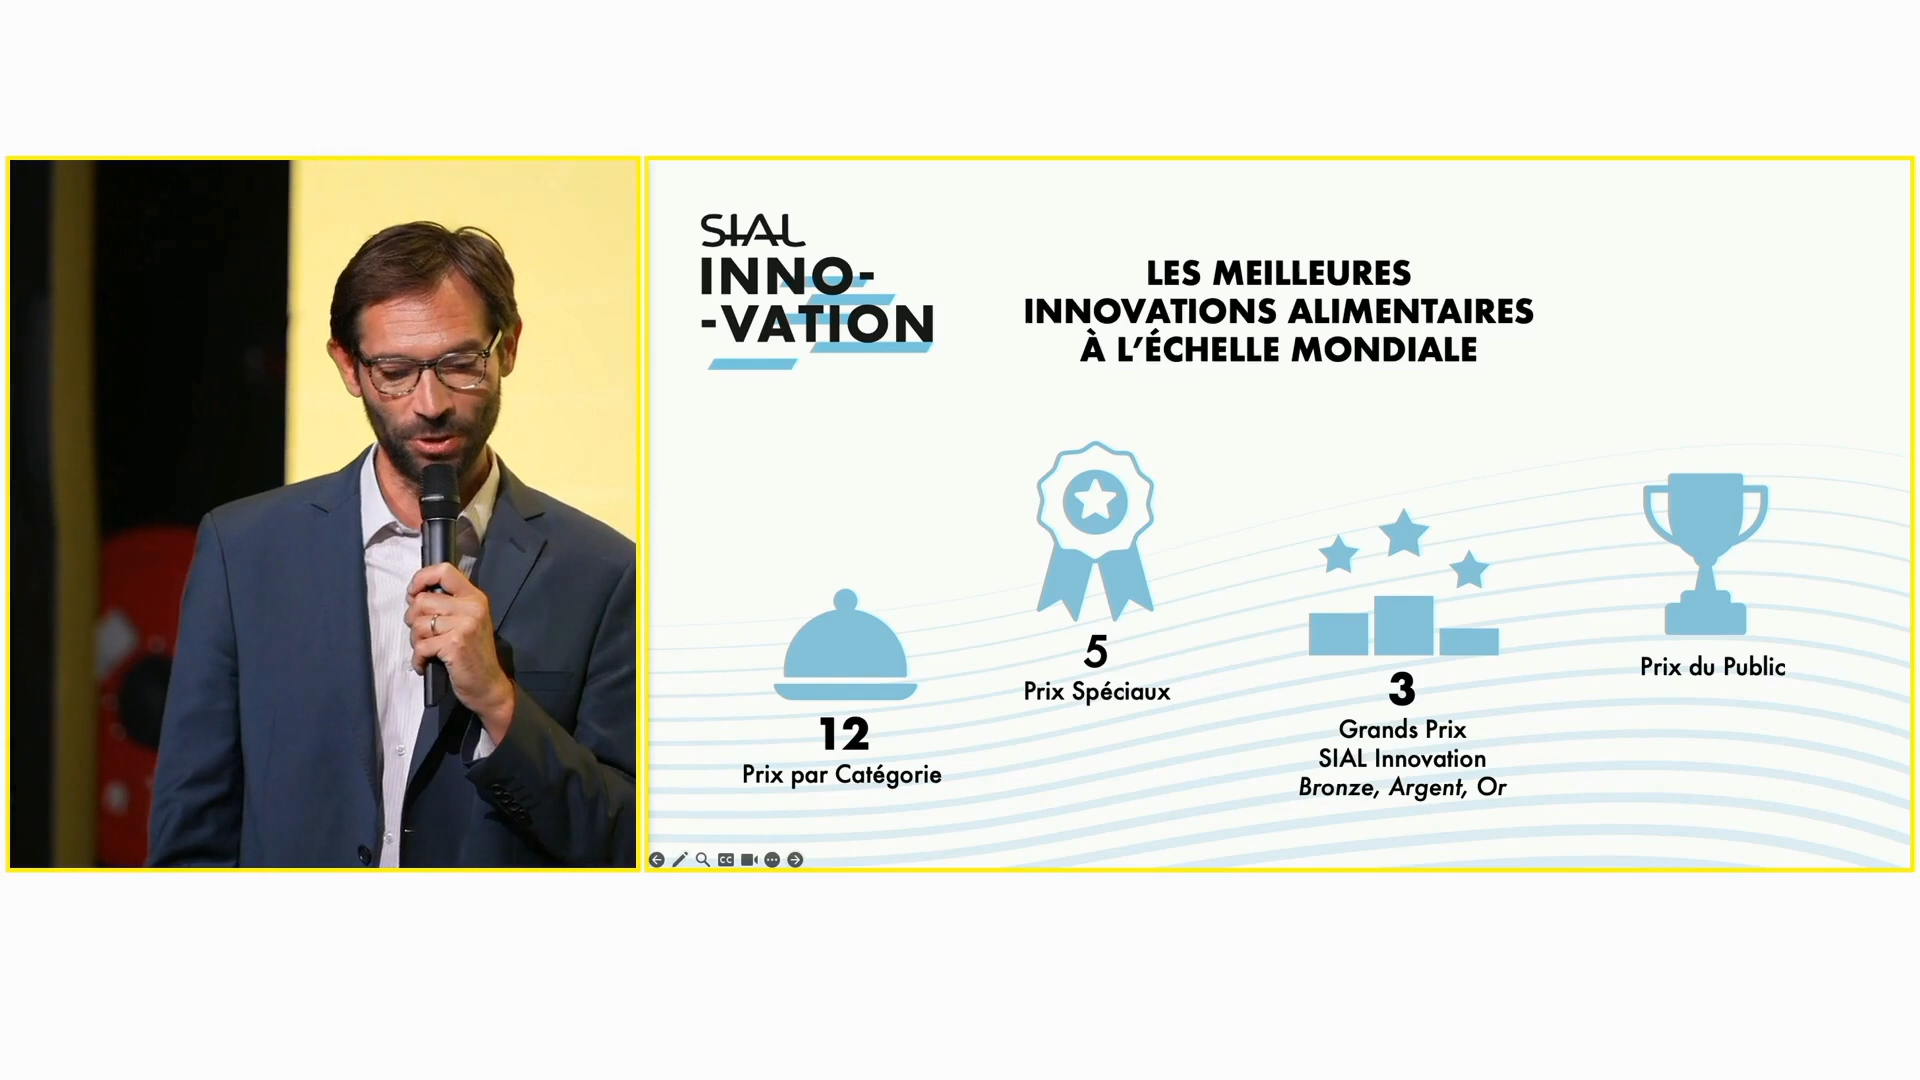 SIAL
INNO-
-VATION
LES MEILLEURES
INNOVATIONS ALIMENTAIRES
À L'ÉCHELLE MONDIALE
12
Prix par Catégorie
5
Prix Spéciaux
3
Grands Prix
SIAL Innovation
Bronze, Argent, Or
Prix du Public
CC